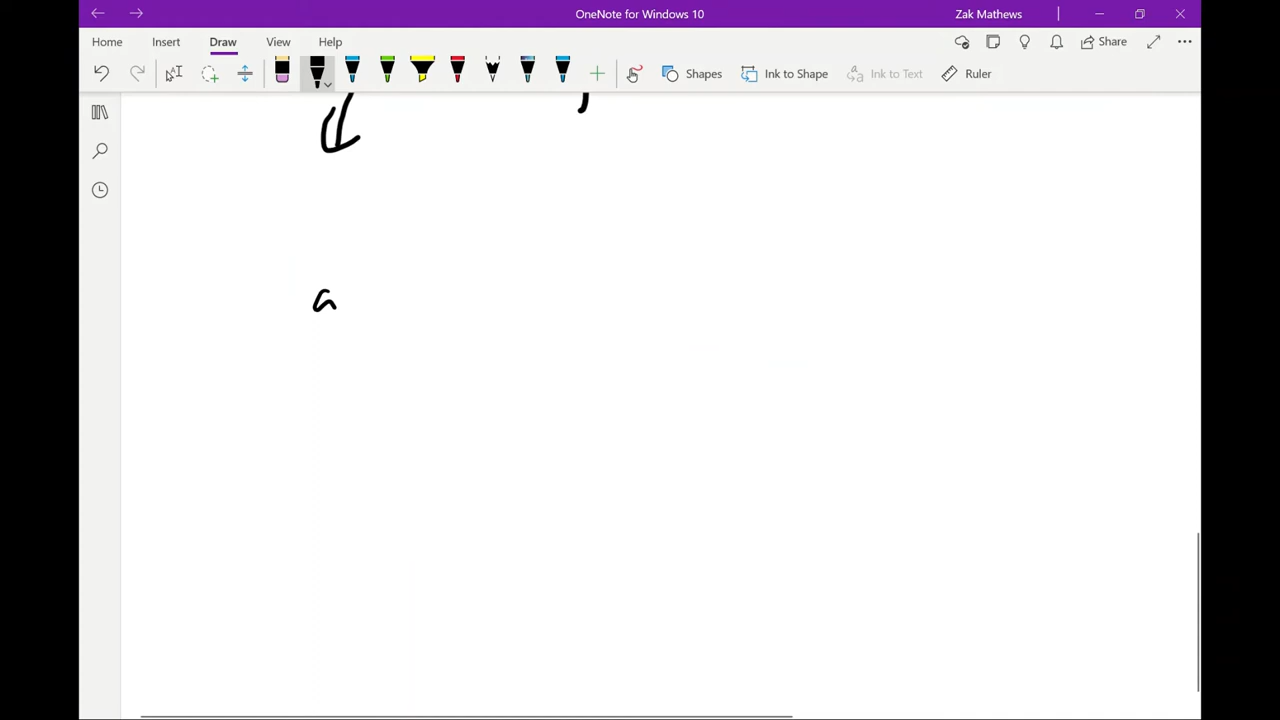 OneNote for Windows 10
Zak Mathews
Home Insert Draw View Help
Share
Shapes Ink to Shape Ink to Text Ruler
a